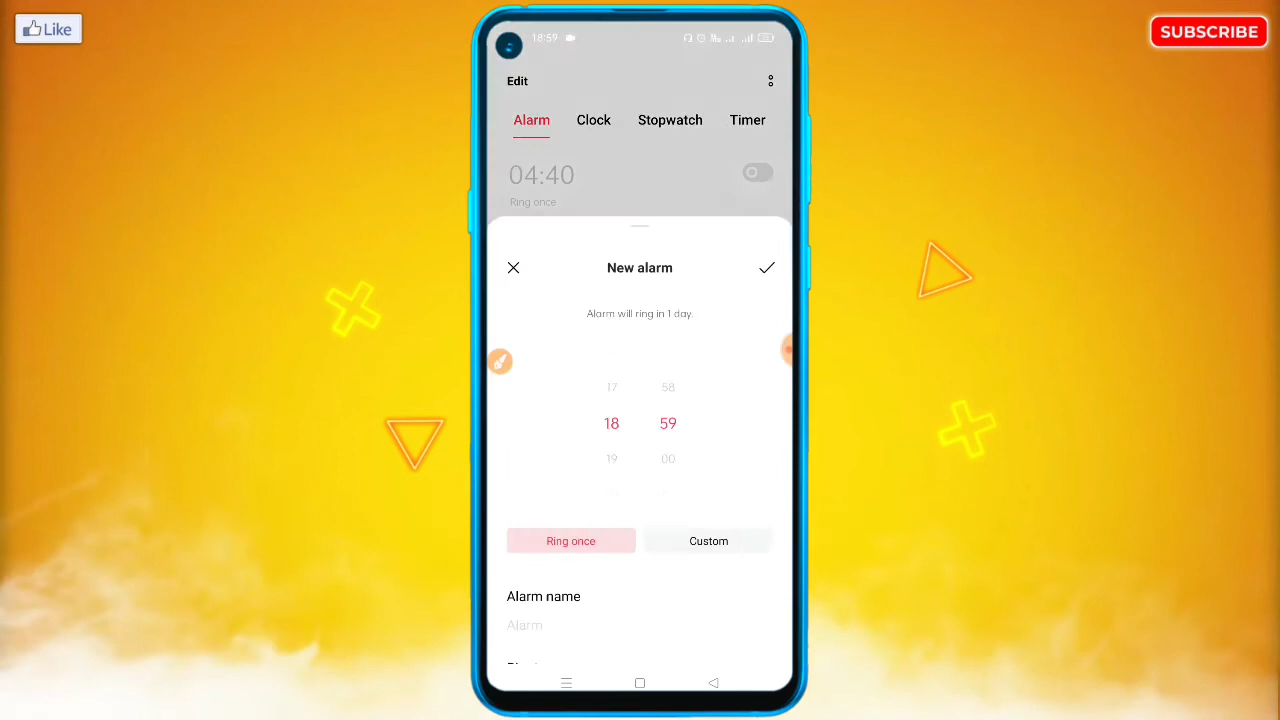 Like
SUBSCRIBE
18:59
Edit
Alarm Clock Stopwatch Timer
04:40
Ring once
New alarm
Alarm will ring in 1 day.
17 58
18 59
19 00
Ring once Custom
Alarm name
Alarm